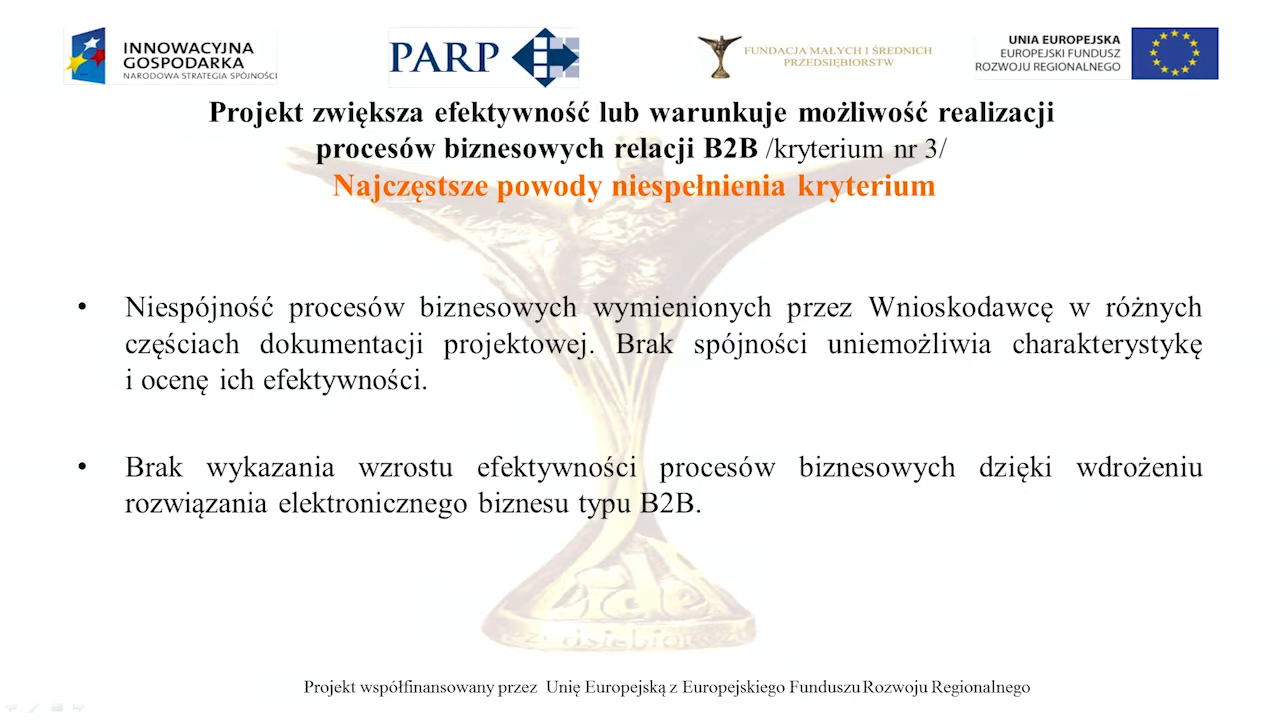 INNOWACYJNA
GOSPODARKA
NARODOWA STRATEGIA SPÓJNOŚCI
PARP
FUNDACJA MAŁYCH I ŚREDNICH
PRZEDSIĘBIORSTW
UNIA EUROPEJSKA
EUROPEJSKI FUNDUSZ
ROZWOJU REGIONALNEGO
Projekt zwiększa efektywność lub warunkuje możliwość realizacji
procesów biznesowych relacji B2B /kryterium nr 3/
Najczęstsze powody niespełnienia kryterium
• Niespójność procesów biznesowych wymienionych przez Wnioskodawcę w różnych
częściach dokumentacji projektowej. Brak spójności uniemożliwia charakterystykę
i ocenę ich efektywności.
• Brak wykazania wzrostu efektywności procesów biznesowych dzięki wdrożeniu
rozwiązania elektronicznego biznesu typu B2B.
Projekt współfinansowany przez Unię Europejską z Europejskiego Funduszu Rozwoju Regionalnego